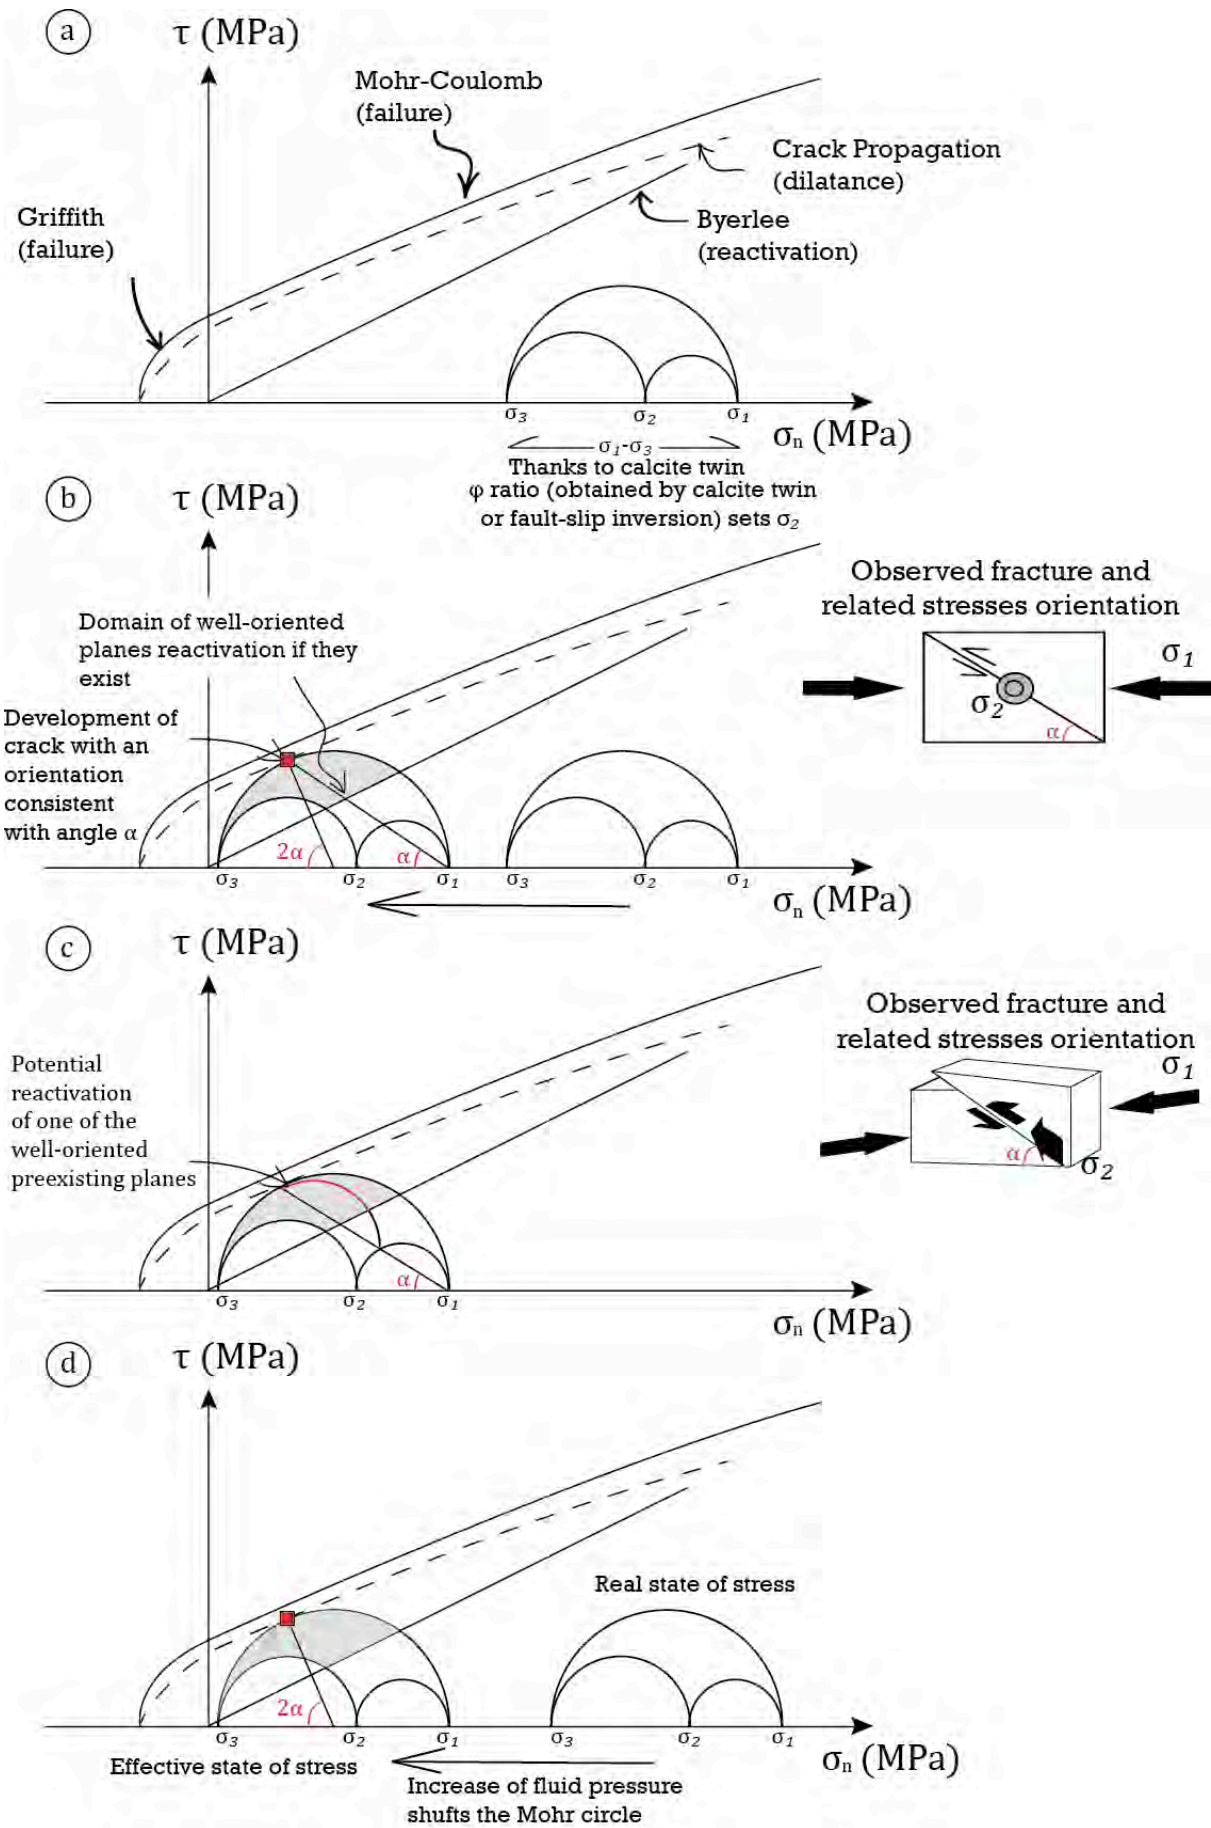 a
τ (MPa)
Mohr-Coulomb
(failure)
Crack Propagation
(dilatance)
Griffith
(failure)
Byerlee
(reactivation)
σ3 σ2 σ1
σn (MPa)
σ1-σ3
Thanks to calcite twin
φ ratio (obtained by calcite twin
or fault-slip inversion) sets σ2
b
τ (MPa)
Observed fracture and
related stresses orientation
Domain of well-oriented
planes reactivation if they
exist
σ1
σ2
α
Development of
crack with an
orientation
consistent
with angle α
2α α
σ3 σ2 σ1 σ3 σ2 σ1
σn (MPa)
c
τ (MPa)
Observed fracture and
related stresses orientation
σ1
α
σ2
Potential
reactivation
of one of the
well-oriented
preexisting planes
α
σ3 σ2 σ1
σn (MPa)
d
τ (MPa)
Real state of stress
2α
σ3 σ2 σ1 σ3 σ2 σ1
Effective state of stress
σn (MPa)
Increase of fluid pressure
shufts the Mohr circle